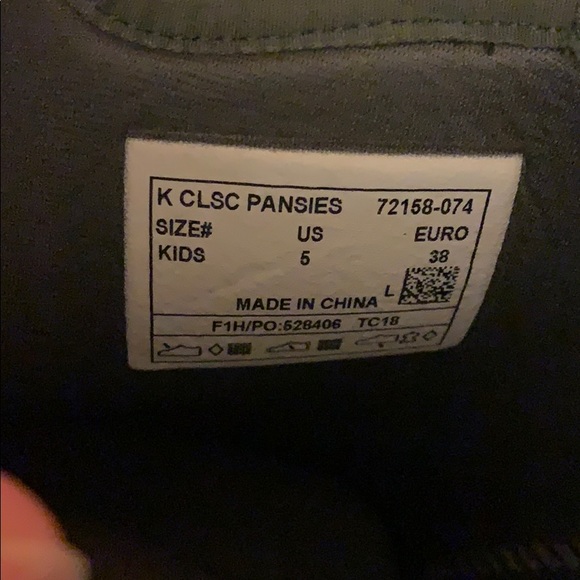 K CLSC PANSIES 72158-074
SIZE# US EURO
KIDS 5 38
L
MADE IN CHINA
F1H/PO:528406 TC18